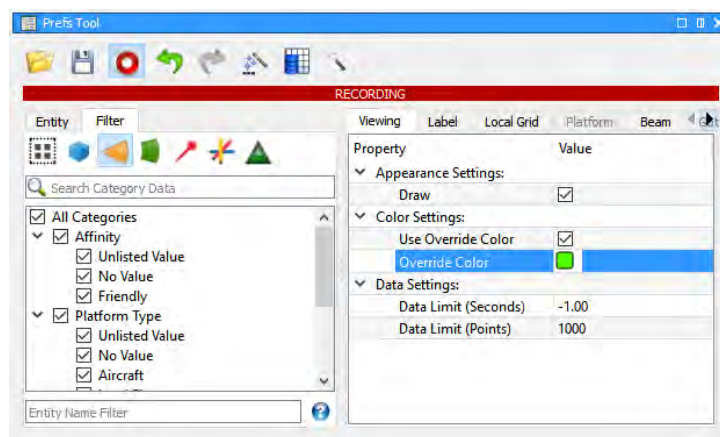 Prefs Tool
RECORDING
Entity Filter
Search Category Data
All Categories
Affinity
Unlisted Value
No Value
Friendly
Platform Type
Unlisted Value
No Value
Aircraft
Entity Name Filter
Viewing Label Local Grid Platform Beam
Property Value
Appearance Settings:
Draw
Color Settings:
Use Override Color
Override Color
Data Settings:
Data Limit (Seconds) -1.00
Data Limit (Points) 1000